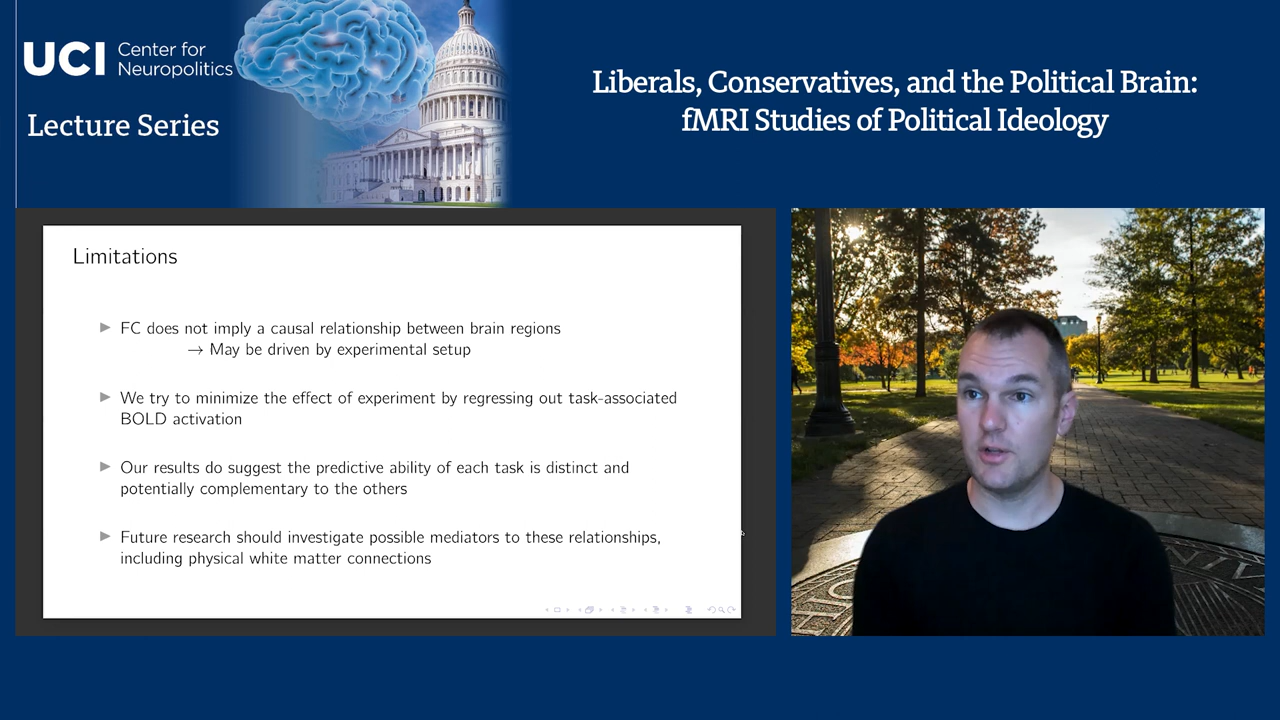 UCI Center for
Neuropolitics
Lecture Series
Liberals, Conservatives, and the Political Brain:
fMRI Studies of Political Ideology
Limitations
FC does not imply a causal relationship between brain regions
→ May be driven by experimental setup
We try to minimize the effect of experiment by regressing out task-associated
BOLD activation
Our results do suggest the predictive ability of each task is distinct and
potentially complementary to the others
Future research should investigate possible mediators to these relationships,
including physical white matter connections